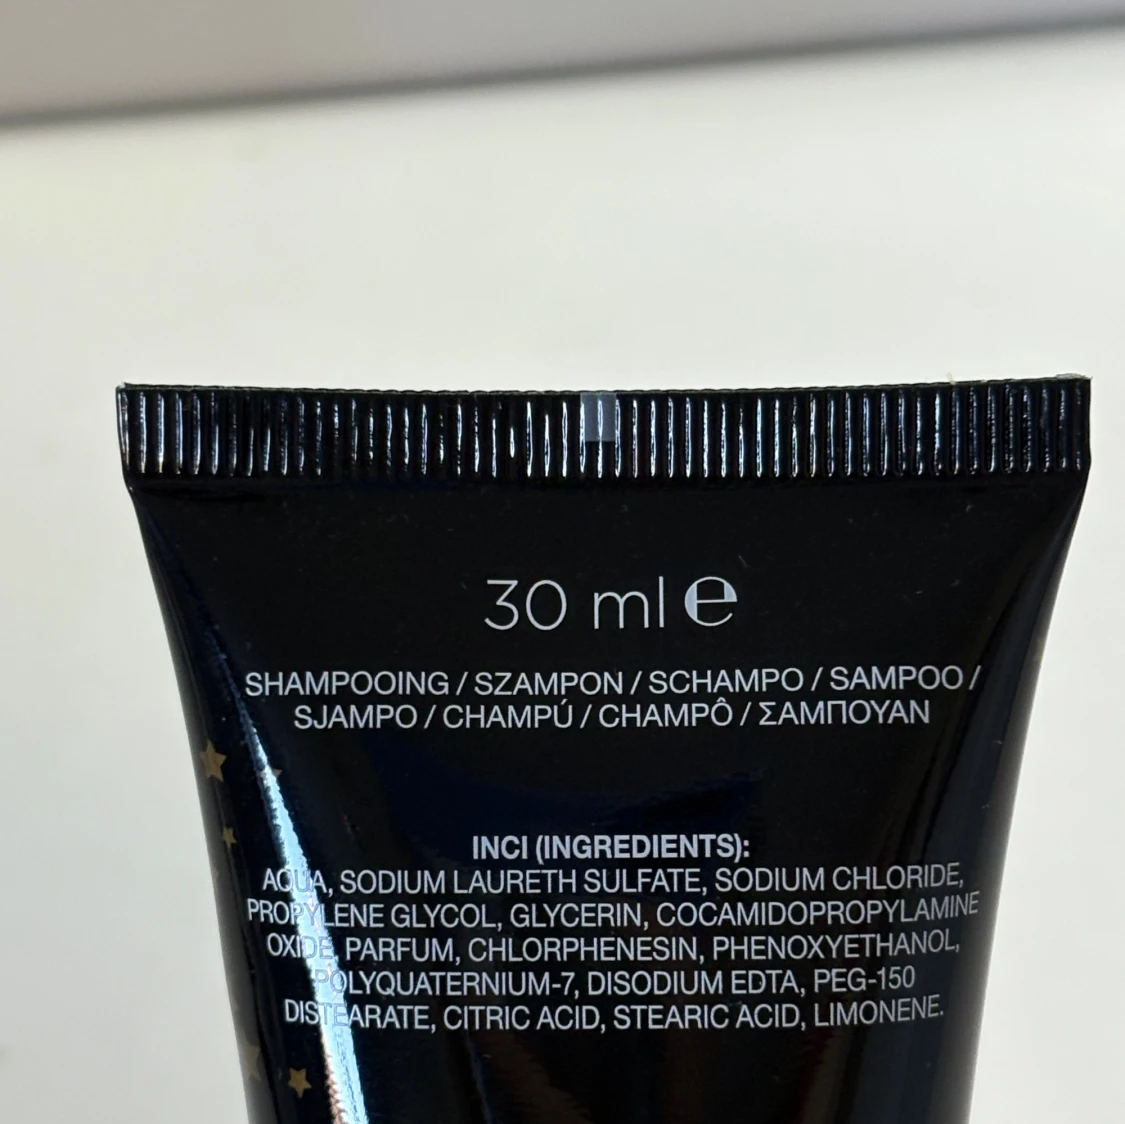 30 ml ℮
SHAMPOOING / SZAMPON / SCHAMPO / SAMPOO /
SJAMPO / CHAMPÚ / CHAMPÔ / ΣΑΜΠΟΥΑΝ
INCI (INGREDIENTS):
AQUA, SODIUM LAURETH SULFATE, SODIUM CHLORIDE,
PROPYLENE GLYCOL, GLYCERIN, COCAMIDOPROPYLAMINE
OXIDE, PARFUM, CHLORPHENESIN, PHENOXYETHANOL,
POLYQUATERNIUM-7, DISODIUM EDTA, PEG-150
DISTEARATE, CITRIC ACID, STEARIC ACID, LIMONENE.